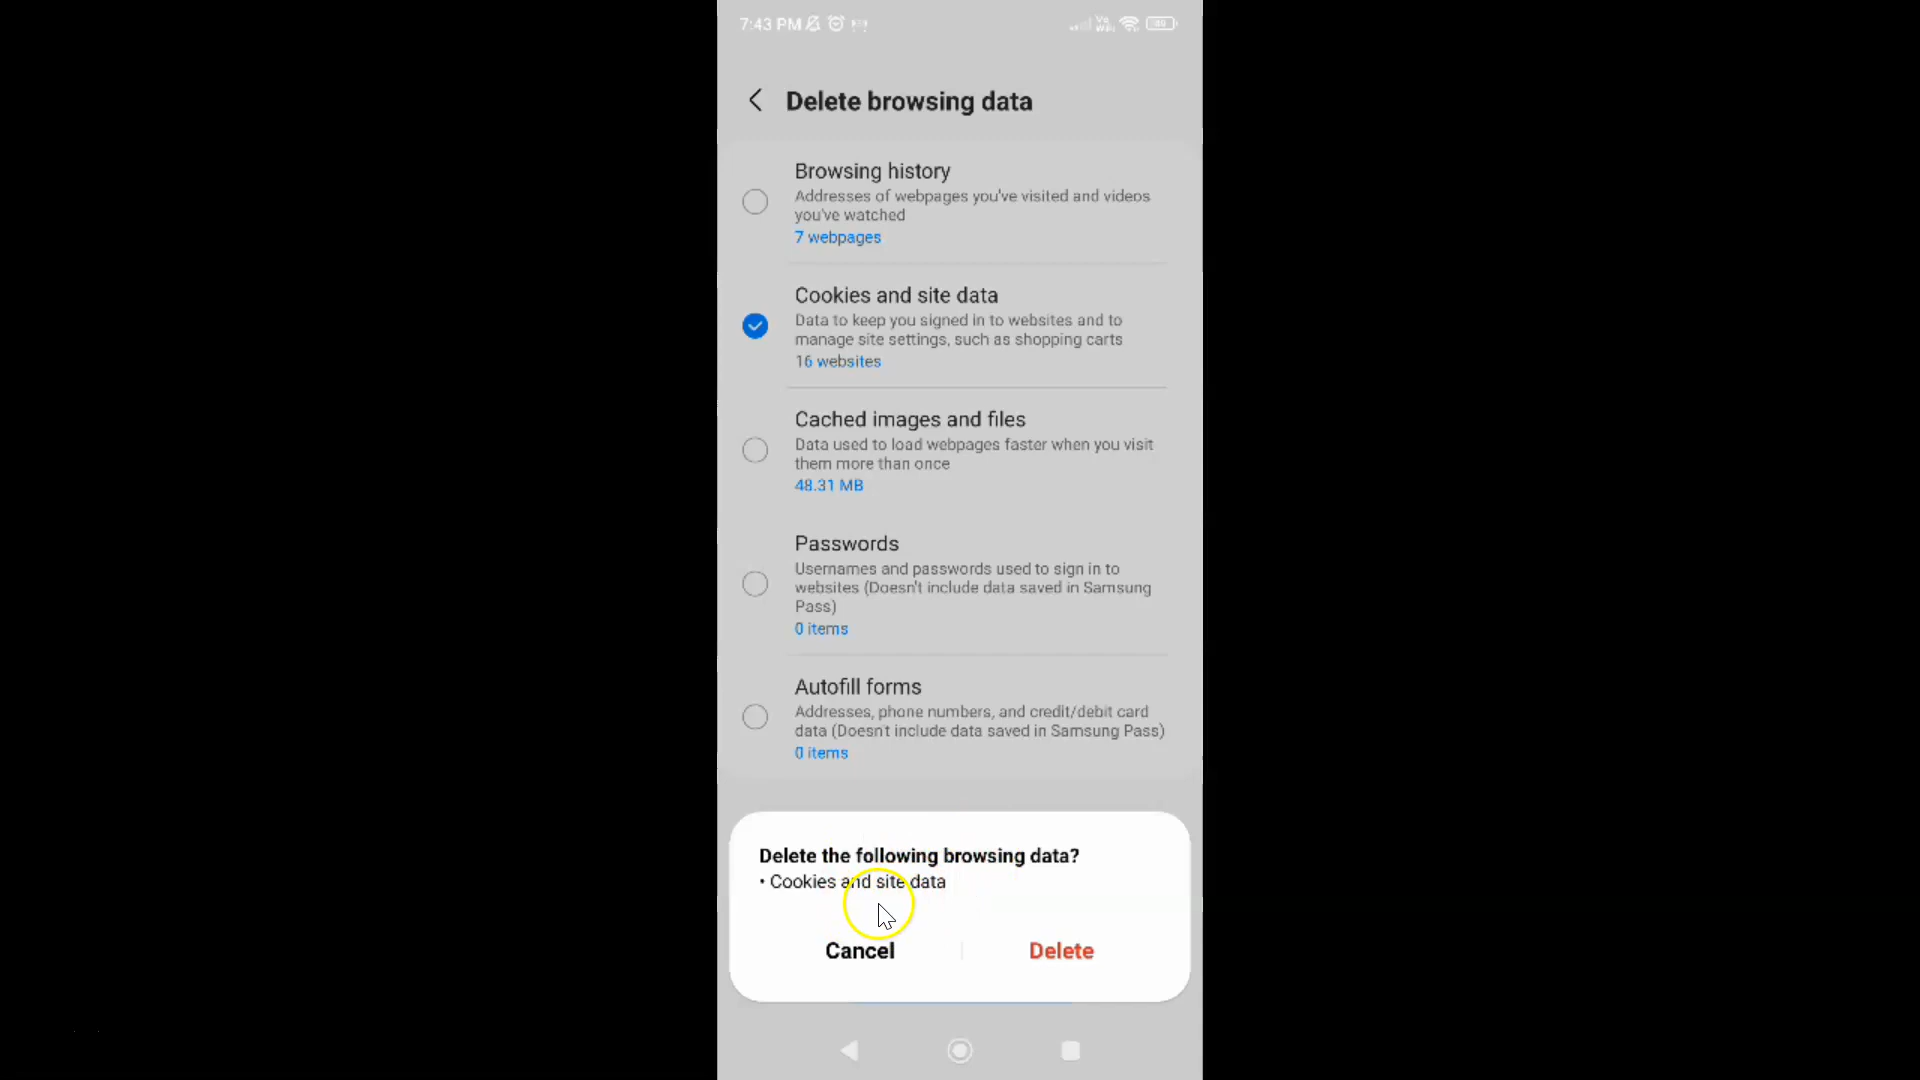 7:43 PM
Delete browsing data
Browsing history
Addresses of webpages you've visited and videos
you've watched
7 webpages
Cookies and site data
Data to keep you signed in to websites and to
manage site settings, such as shopping carts
16 websites
Cached images and files
Data used to load webpages faster when you visit
them more than once
48.31 MB
Passwords
Usernames and passwords used to sign in to
websites (Doesn't include data saved in Samsung
Pass)
0 items
Autofill forms
Addresses, phone numbers, and credit/debit card
data (Doesn't include data saved in Samsung Pass)
0 items
Delete the following browsing data?
• Cookies and site data
Cancel
Delete